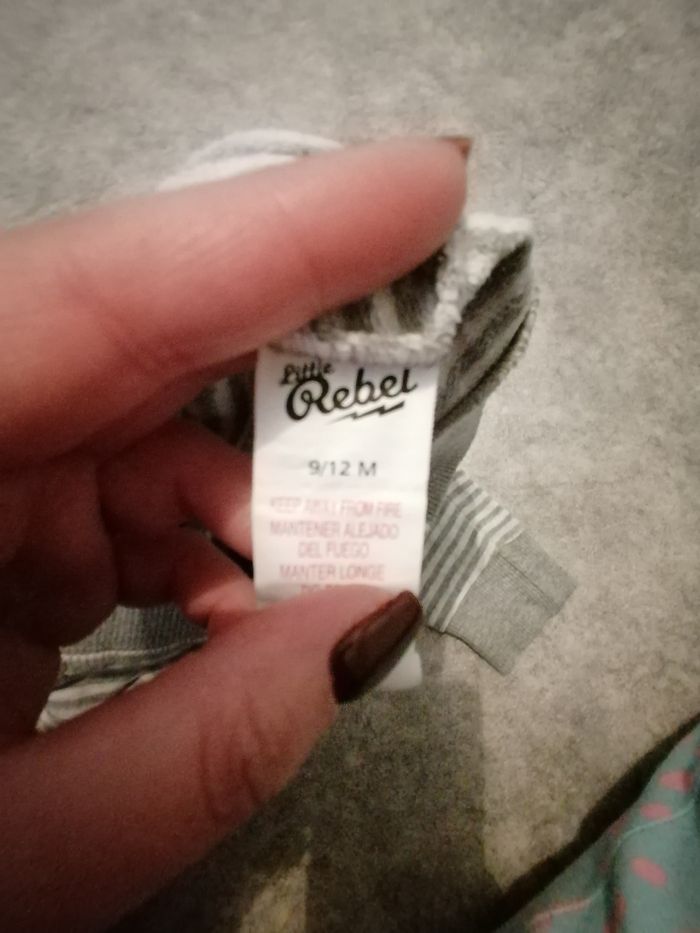 Little
Rebel
9/12 M
KEEP AWAY FROM FIRE
MANTENER ALEJADO
DEL FUEGO
MANTER LONGE